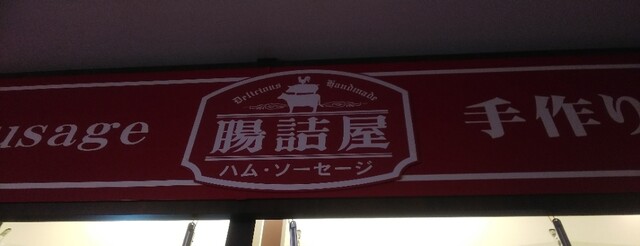 usage
Delicious Handmade
腸詰屋
ハム・ソーセージ
手作り